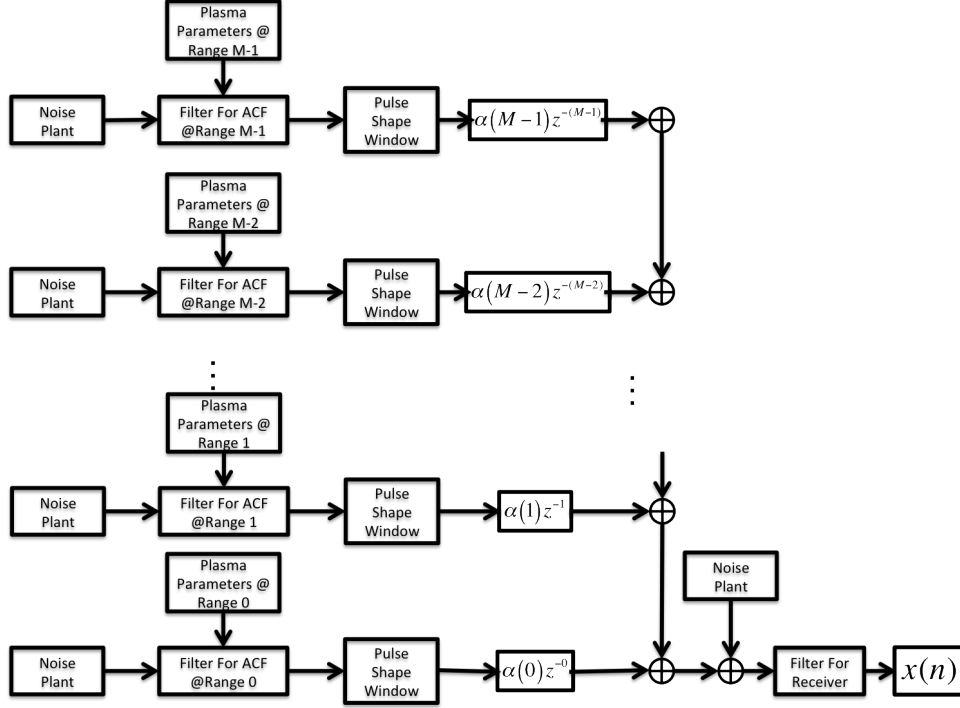 Plasma
Parameters @
Range M-1
Noise
Plant
Filter For ACF
@Range M-1
Pulse
Shape
Window
α(M−1)z^{−(M−1)}
Plasma
Parameters @
Range M-2
Noise
Plant
Filter For ACF
@Range M-2
Pulse
Shape
Window
α(M−2)z^{−(M−2)}
Plasma
Parameters @
Range 1
Noise
Plant
Filter For ACF
@Range 1
Pulse
Shape
Window
α(1)z^{−1}
Plasma
Parameters @
Range 0
Noise
Plant
Noise
Plant
Filter For ACF
@Range 0
Pulse
Shape
Window
α(0)z^{−0}
Filter For
Receiver
x(n)